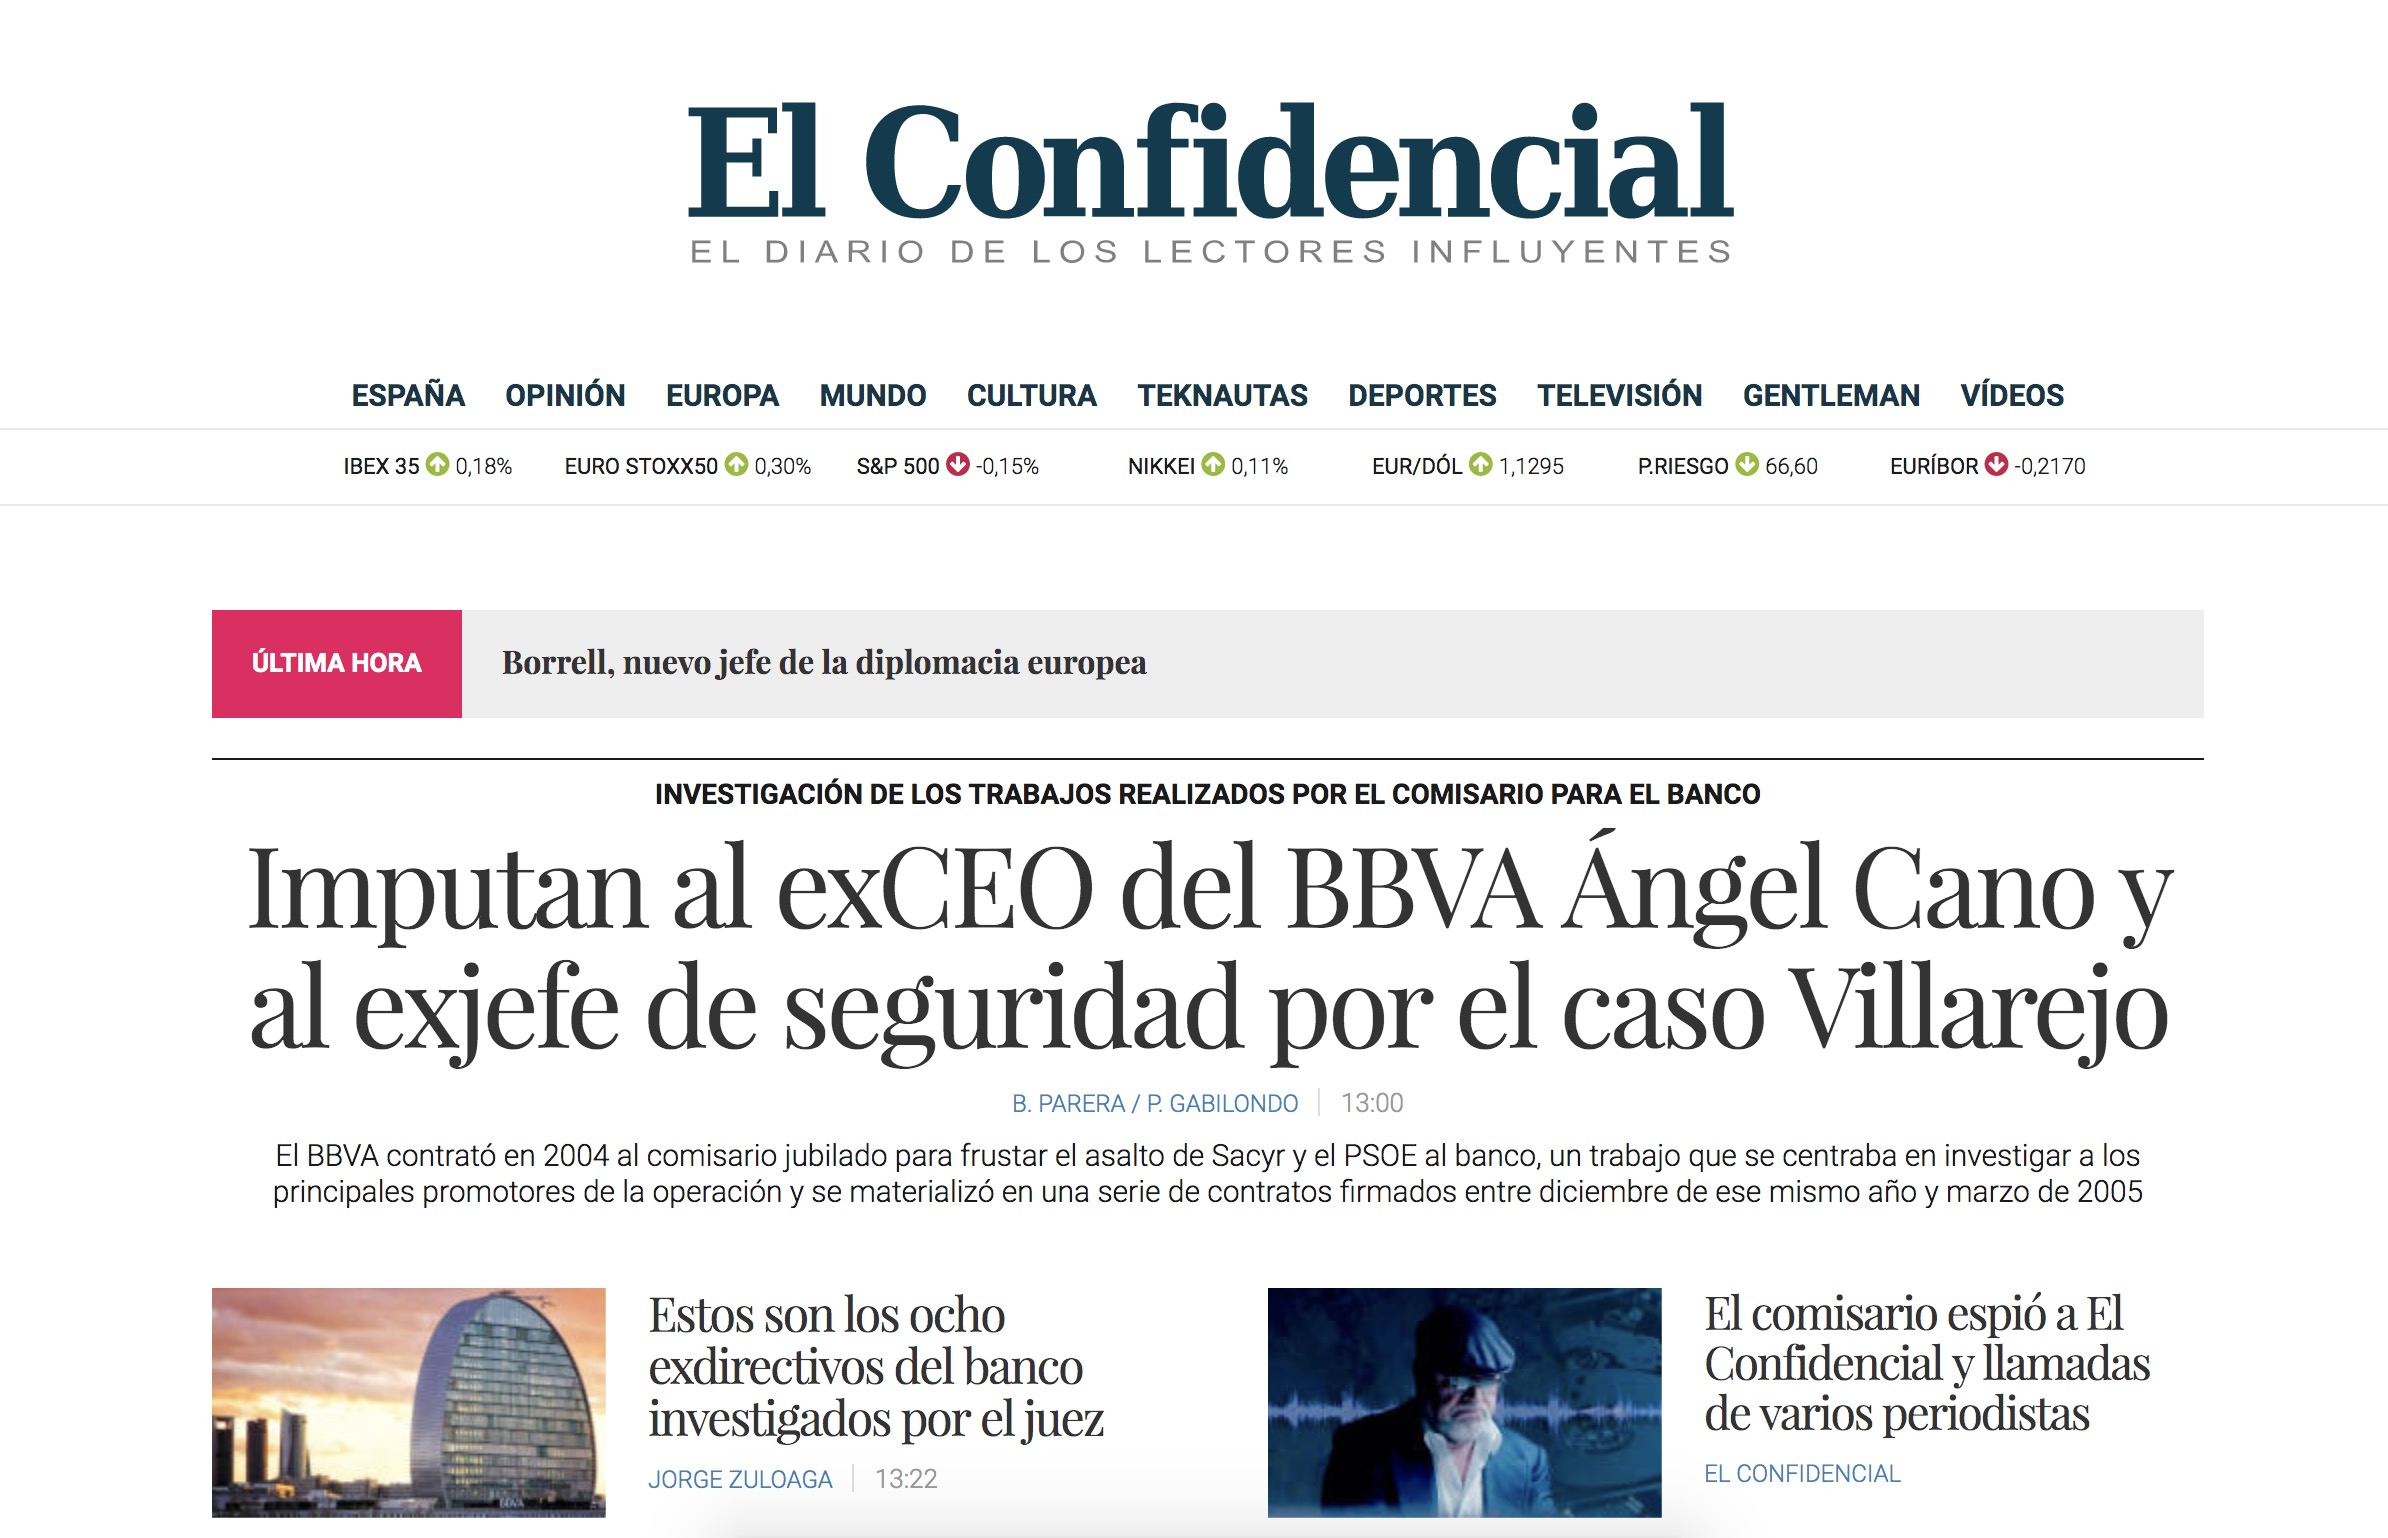 El Confidencial
EL DIARIO DE LOS LECTORES INFLUYENTES
ESPAÑA OPINIÓN EUROPA MUNDO CULTURA TEKNAUTAS DEPORTES TELEVISIÓN GENTLEMAN VÍDEOS
IBEX 35 0,18% EURO STOXX50 0,30% S&P 500 -0,15% NIKKEI 0,11% EUR/DÓL 1,1295 P.RIESGO 66,60 EURÍBOR -0,2170
ÚLTIMA HORA Borrell, nuevo jefe de la diplomacia europea
INVESTIGACIÓN DE LOS TRABAJOS REALIZADOS POR EL COMISARIO PARA EL BANCO
Imputan al exCEO del BBVA Ángel Cano y
al exjefe de seguridad por el caso Villarejo
B. PARERA / P. GABILONDO 13:00
El BBVA contrató en 2004 al comisario jubilado para frustar el asalto de Sacyr y el PSOE al banco, un trabajo que se centraba en investigar a los
principales promotores de la operación y se materializó en una serie de contratos firmados entre diciembre de ese mismo año y marzo de 2005
BBVA
Estos son los ocho
exdirectivos del banco
investigados por el juez
JORGE ZULOAGA 13:22
El comisario espió a El
Confidencial y llamadas
de varios periodistas
EL CONFIDENCIAL